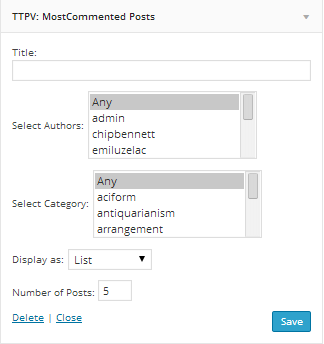 TTPV: MostCommented Posts
Title:
Select Authors:
Any
admin
chipbennett
emiluzelac
Select Category:
Any
aciform
antiquarianism
arrangement
Display as: List
Number of Posts: 5
Delete | Close
Save